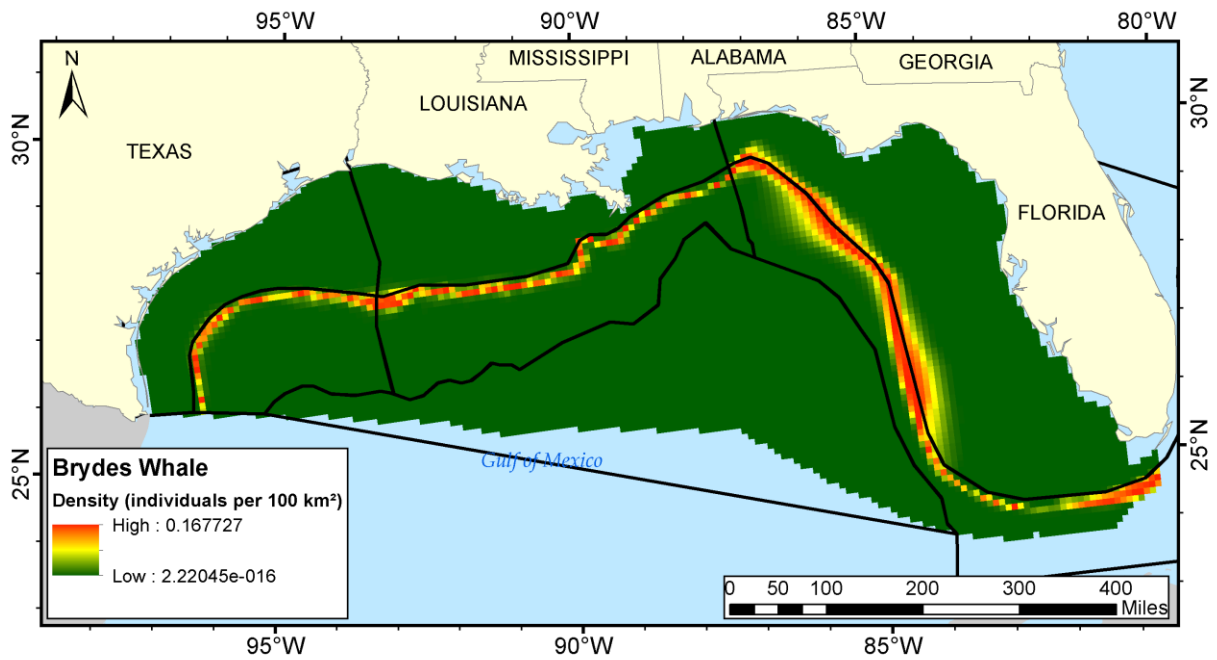 95°W 90°W 85°W 80°W
N
MISSISSIPPI ALABAMA GEORGIA
LOUISIANA
TEXAS
FLORIDA
30°N 30°N
25°N 25°N
Gulf of Mexico
Brydes Whale
Density (individuals per 100 km²)
High : 0.167727
Low : 2.22045e-016
0 50 100 200 300 400
Miles
95°W 90°W 85°W